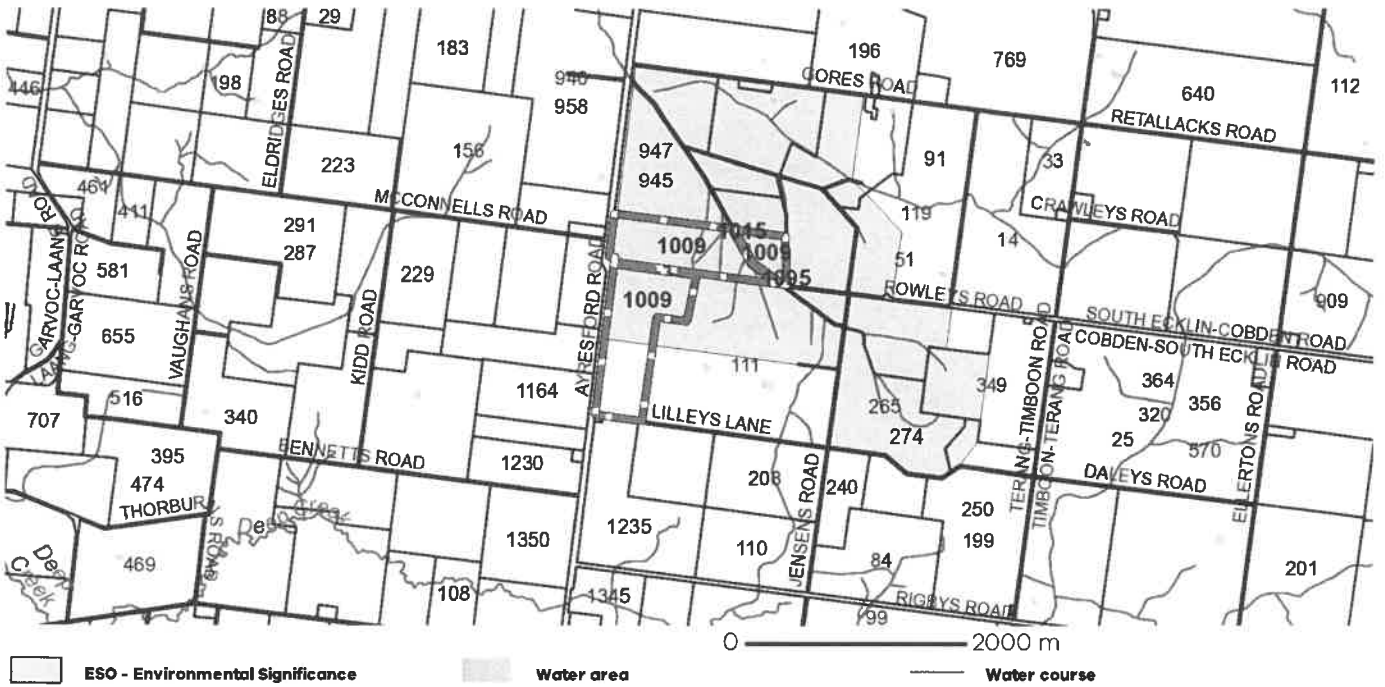 88
29
183
196
769
112
446
198
ELDRIDGES ROAD
946
958
GORES ROAD
640
RETALLACKS ROAD
223
156
947
945
91
33
461
411
MCCONNELLS ROAD
119
CRAWLEYS ROAD
291
287
GARVOC-LAANG ROAD
LAANG-GARVOC ROAD
581
VAUGHANS ROAD
229
KIDD ROAD
AYRESFORD ROAD
1009
1015
1009
1095
1009
51
14
ROWLEYS ROAD
909
SOUTH ECKLIN-COBDEN ROAD
COBDEN-SOUTH ECKLIN ROAD
655
516
707
340
1164
111
349
TERANG-TIMBOON ROAD
TIMBOON-TERANG ROAD
364
320
356
25
570
ELLERTONS ROAD
LILLEYS LANE
265
274
395
474
BENNETTS ROAD
1230
208
240
DALEYS ROAD
THORBURNS ROAD
Deep Creek
469
Deep Creek
1350
1235
110
JENSENS ROAD
250
199
84
201
108
1345
RIGBYS ROAD
99
0 2000 m
ESO - Environmental Significance
Water area
Water course